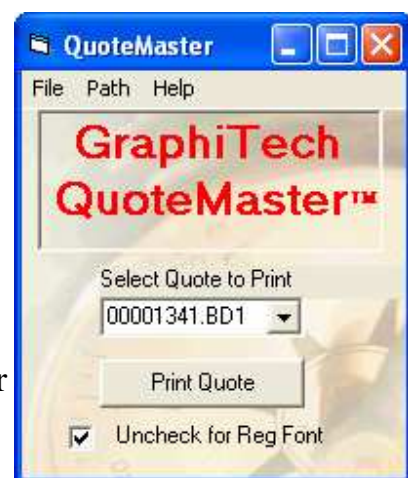 QuoteMaster
File Path Help
GraphiTech
QuoteMaster™
Select Quote to Print
00001341.BD1
r
Print Quote
Uncheck for Reg Font